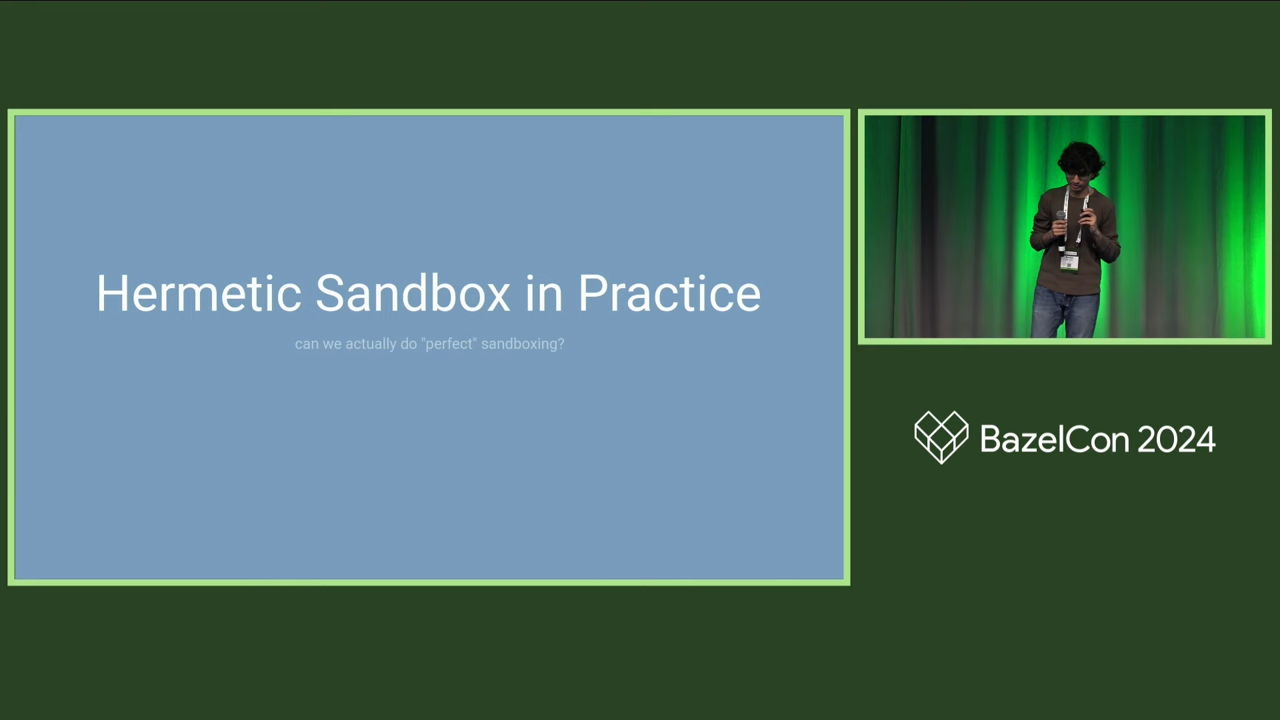 Hermetic Sandbox in Practice
can we actually do "perfect" sandboxing?
BazelCon 2024